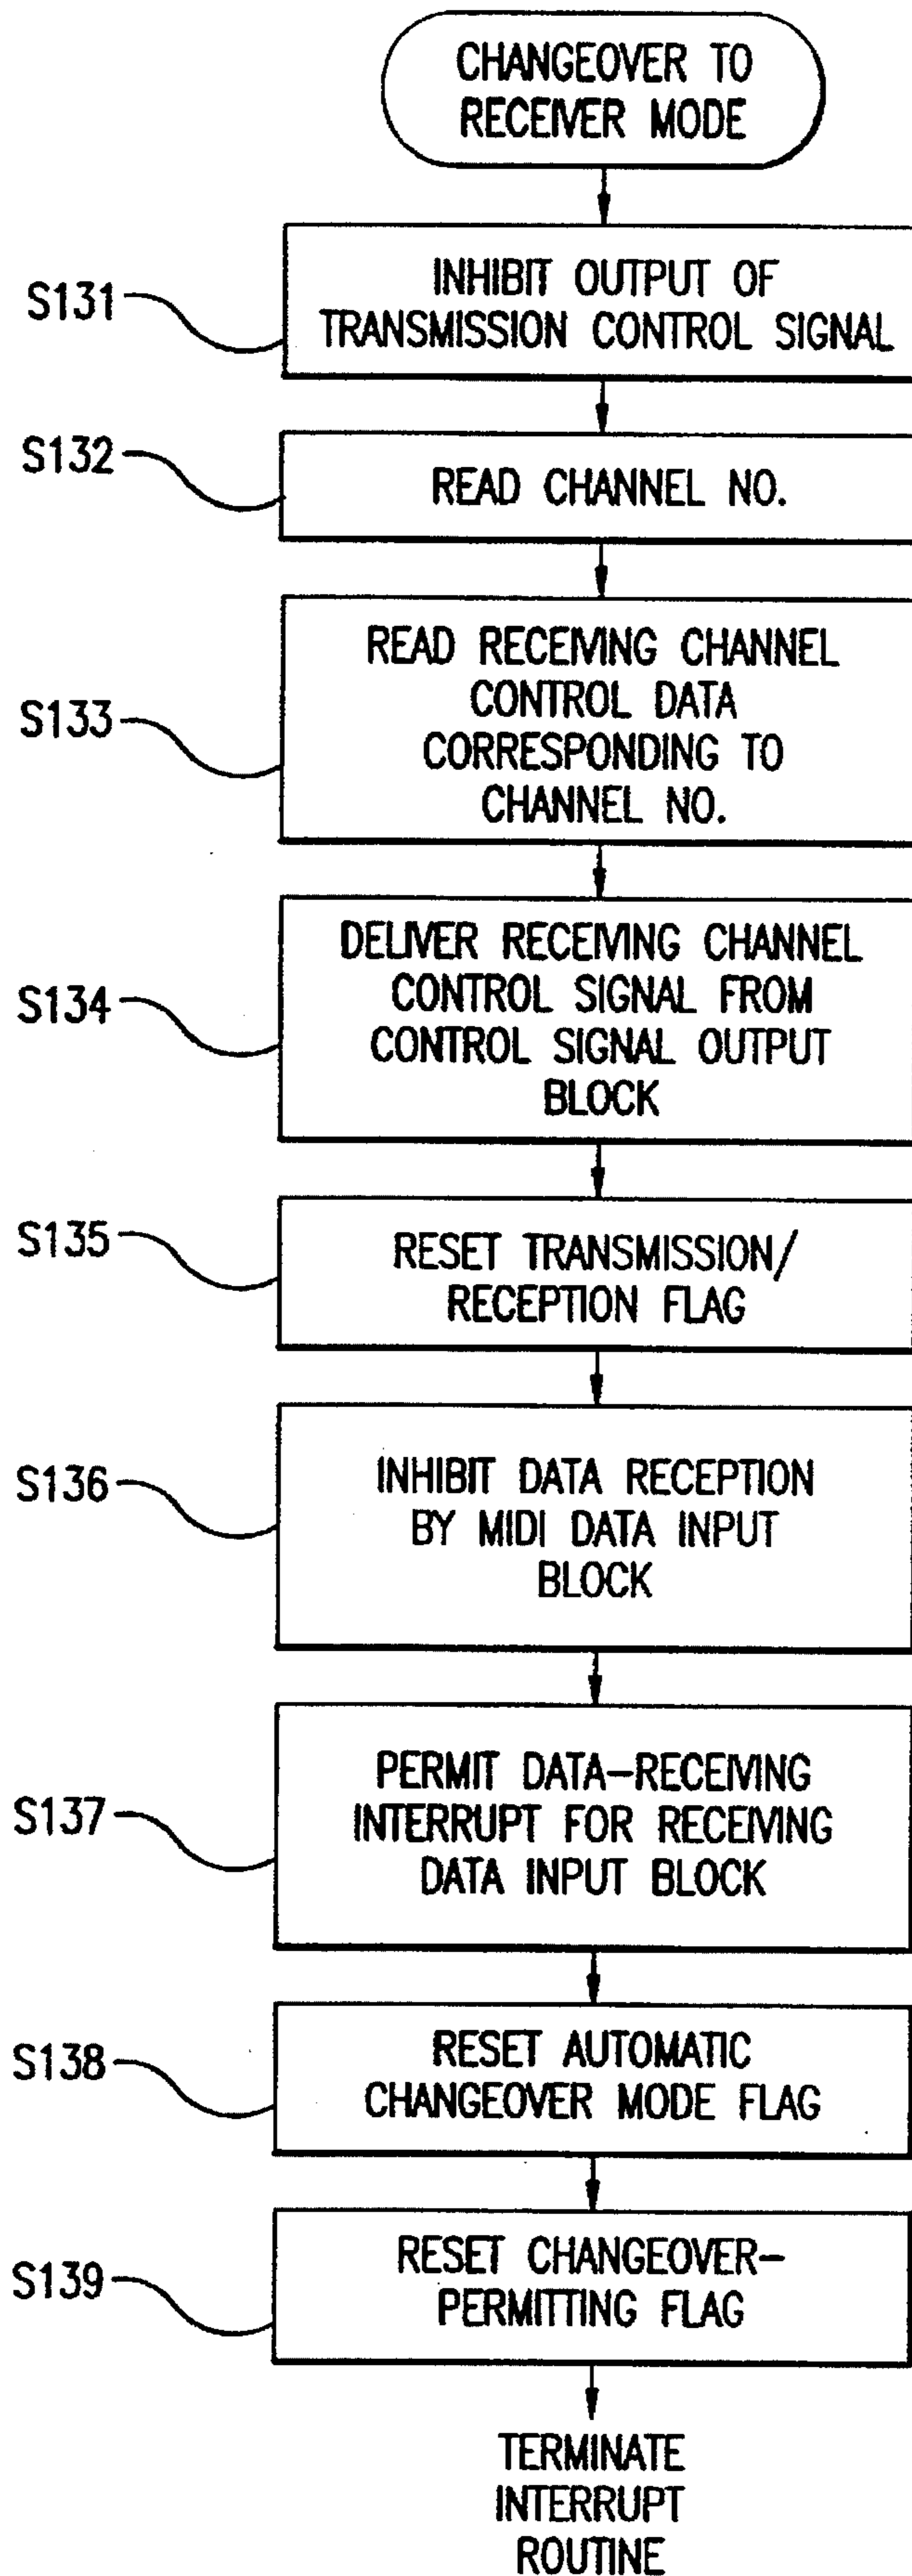 CHANGEOVER TO
RECEIVER MODE
S131
INHIBIT OUTPUT OF
TRANSMISSION CONTROL SIGNAL
S132
READ CHANNEL NO.
S133
READ RECEIVING CHANNEL
CONTROL DATA
CORRESPONDING TO
CHANNEL NO.
S134
DELIVER RECEIVING CHANNEL
CONTROL SIGNAL FROM
CONTROL SIGNAL OUTPUT
BLOCK
S135
RESET TRANSMISSION/
RECEPTION FLAG
S136
INHIBIT DATA RECEPTION
BY MIDI DATA INPUT
BLOCK
S137
PERMIT DATA-RECEIVING
INTERRUPT FOR RECEIVING
DATA INPUT BLOCK
S138
RESET AUTOMATIC
CHANGEOVER MODE FLAG
S139
RESET CHANGEOVER-
PERMITTING FLAG
TERMINATE
INTERRUPT
ROUTINE